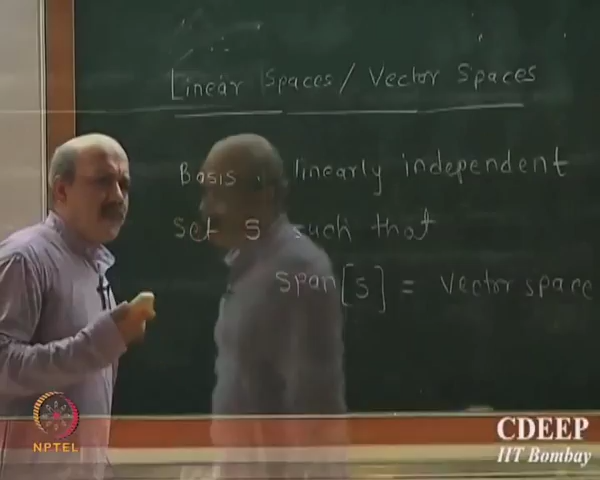 Linear Spaces / Vector Spaces
Basis : linearly independent
Set S such that
span [S] = vector space
NPTEL
CDEEP
IIT Bombay